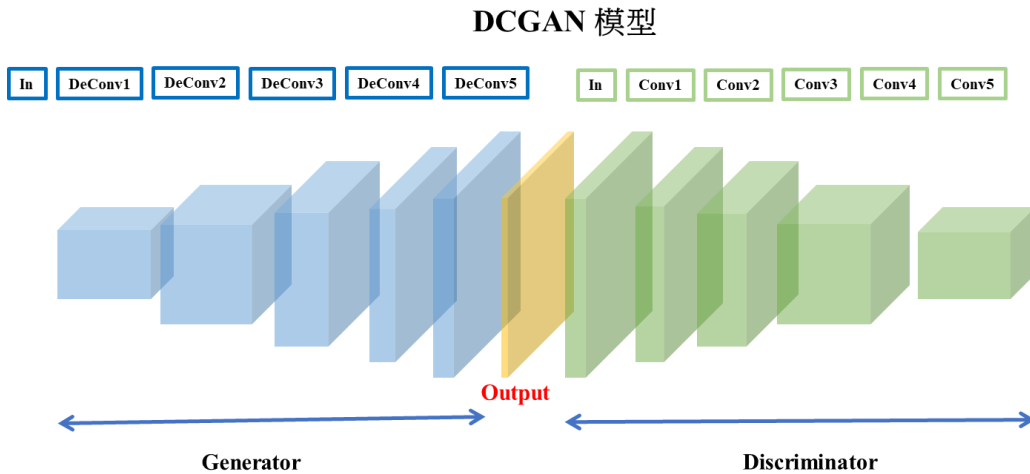 DCGAN 模型
In DeConv1 DeConv2 DeConv3 DeConv4 DeConv5 In Conv1 Conv2 Conv3 Conv4 Conv5
Output
Generator Discriminator